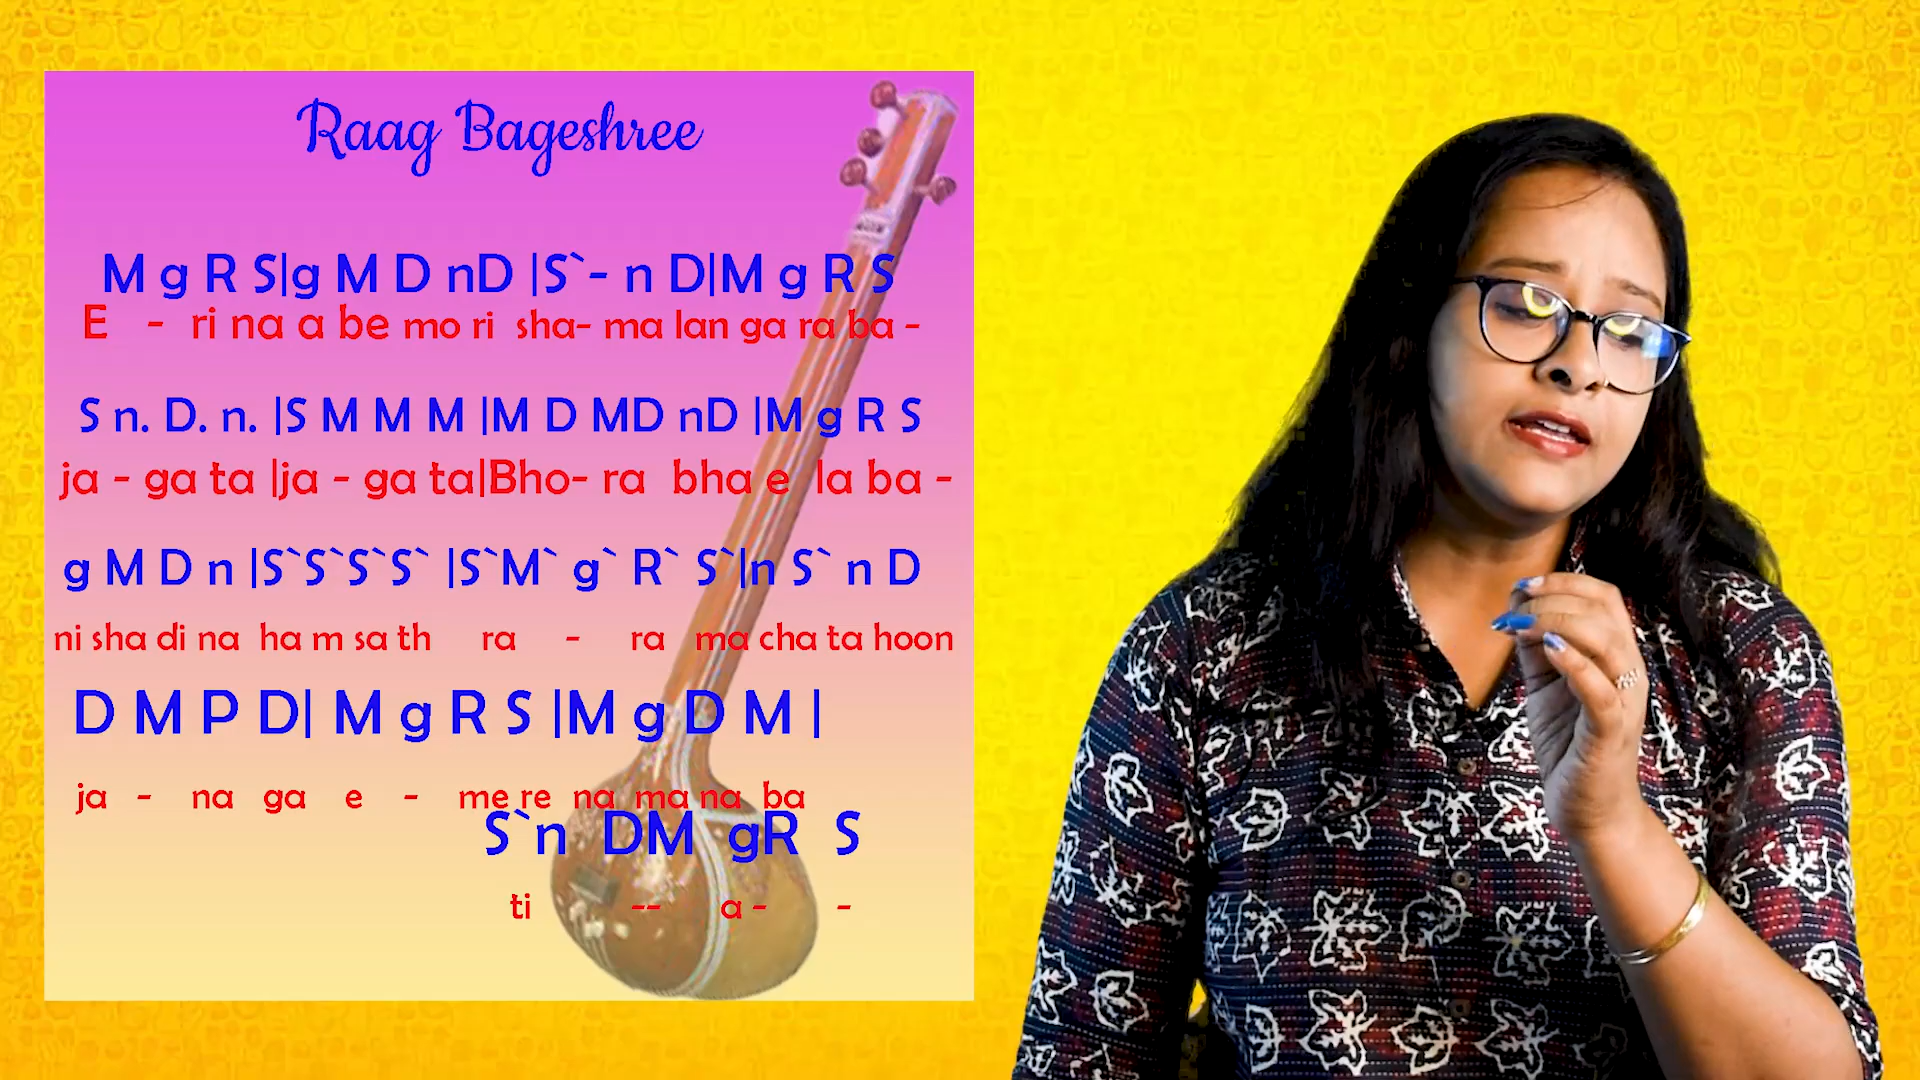 Raag Bageshree
M g R S|g M D nD |S`- n D|M g R S
E - ri na a be mo ri sha- ma lan ga ra ba -
S n. D. n. |S M M M |M D MD nD |M g R S
ja - ga ta |ja - ga ta|Bho- ra bha e la ba -
g M D n |S`S`S`S` |S`M` g` R` S`|n S` n D
ni sha di na ha m sa th ra - ra ma cha ta hoon
D M P D| M g R S |M g D M |
ja - na ga e - me re na ma na ba
S`n DM gR S
ti -- a - -